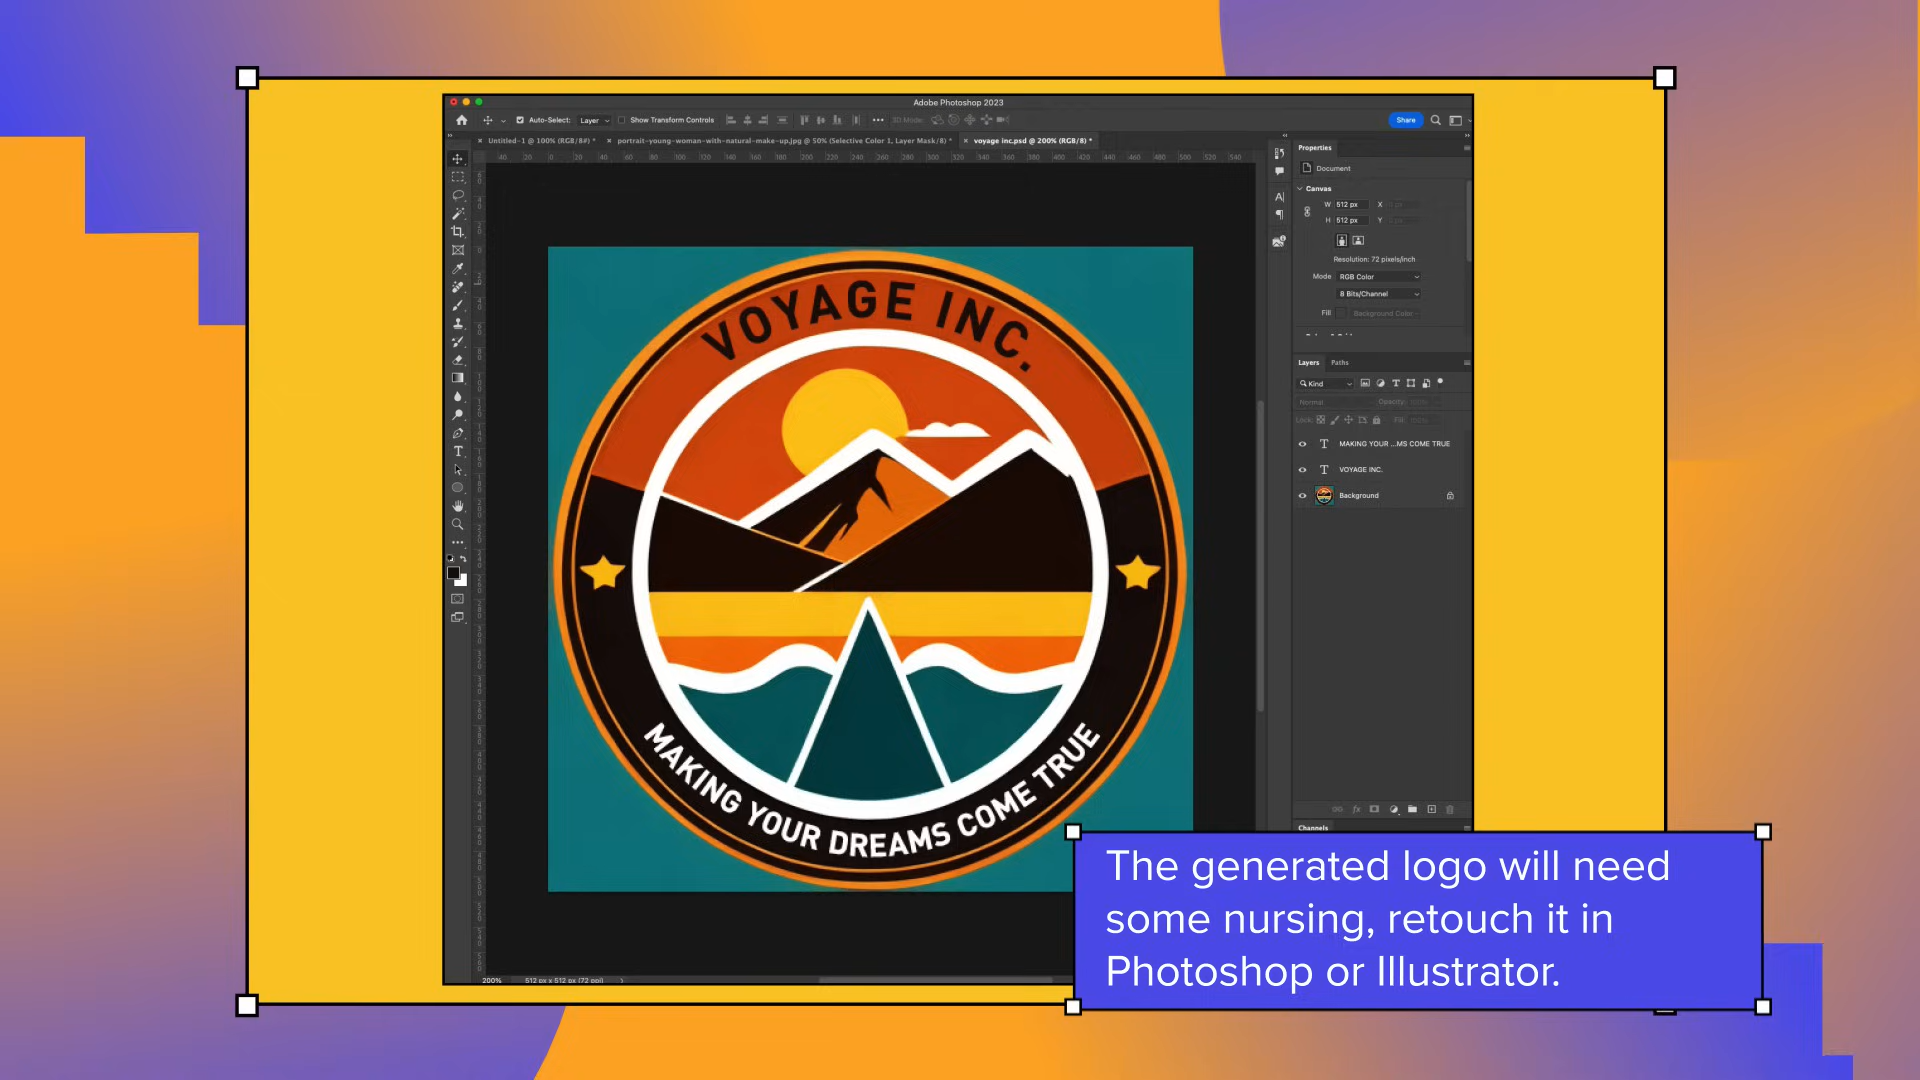 Adobe Photoshop 2023
Auto-Select: Layer Show Transform Controls 3D Mode: Share
Untitled-1 @ 100% (RGB/8#) * portrait-young-woman-with-natural-make-up.jpg @ 50% (Selective Color 1, Layer Mask/8) * voyage inc.psd @ 200% (RGB/8) *
Properties
Document
Canvas
W 512 px X
H 512 px Y
Resolution: 72 pixels/inch
Mode RGB Color
8 Bits/Channel
Fill Background Color
Layers Paths
Kind
Normal Opacity: 100%
Lock: Fill: 100%
MAKING YOUR ...MS COME TRUE
VOYAGE INC.
Background
Channels
VOYAGE INC.
MAKING YOUR DREAMS COME TRUE
200% 512 px x 512 px (72 ppi)
The generated logo will need
some nursing, retouch it in
Photoshop or Illustrator.